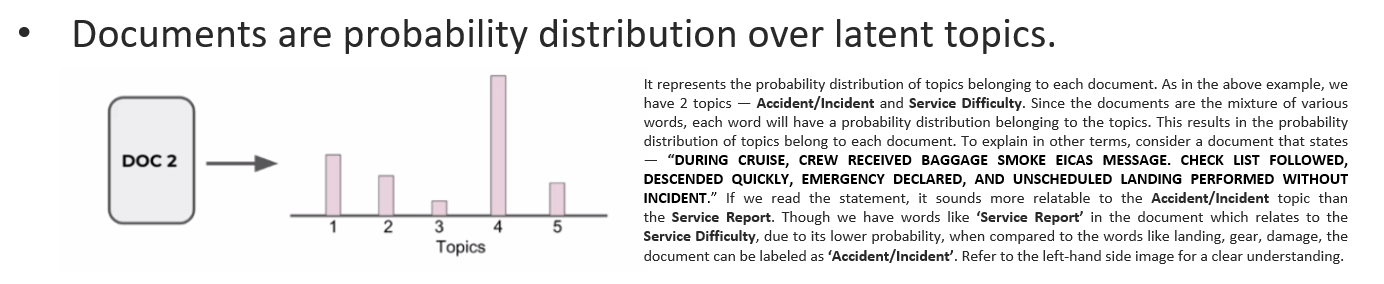 • Documents are probability distribution over latent topics.
DOC 2
1 2 3 4 5
Topics
It represents the probability distribution of topics belonging to each document. As in the above example, we
have 2 topics — Accident/Incident and Service Difficulty. Since the documents are the mixture of various
words, each word will have a probability distribution belonging to the topics. This results in the probability
distribution of topics belong to each document. To explain in other terms, consider a document that states
— “DURING CRUISE, CREW RECEIVED BAGGAGE SMOKE EICAS MESSAGE. CHECK LIST FOLLOWED,
DESCENDED QUICKLY, EMERGENCY DECLARED, AND UNSCHEDULED LANDING PERFORMED WITHOUT
INCIDENT.” If we read the statement, it sounds more relatable to the Accident/Incident topic than
the Service Report. Though we have words like ‘Service Report’ in the document which relates to the
Service Difficulty, due to its lower probability, when compared to the words like landing, gear, damage, the
document can be labeled as ‘Accident/Incident’. Refer to the left-hand side image for a clear understanding.